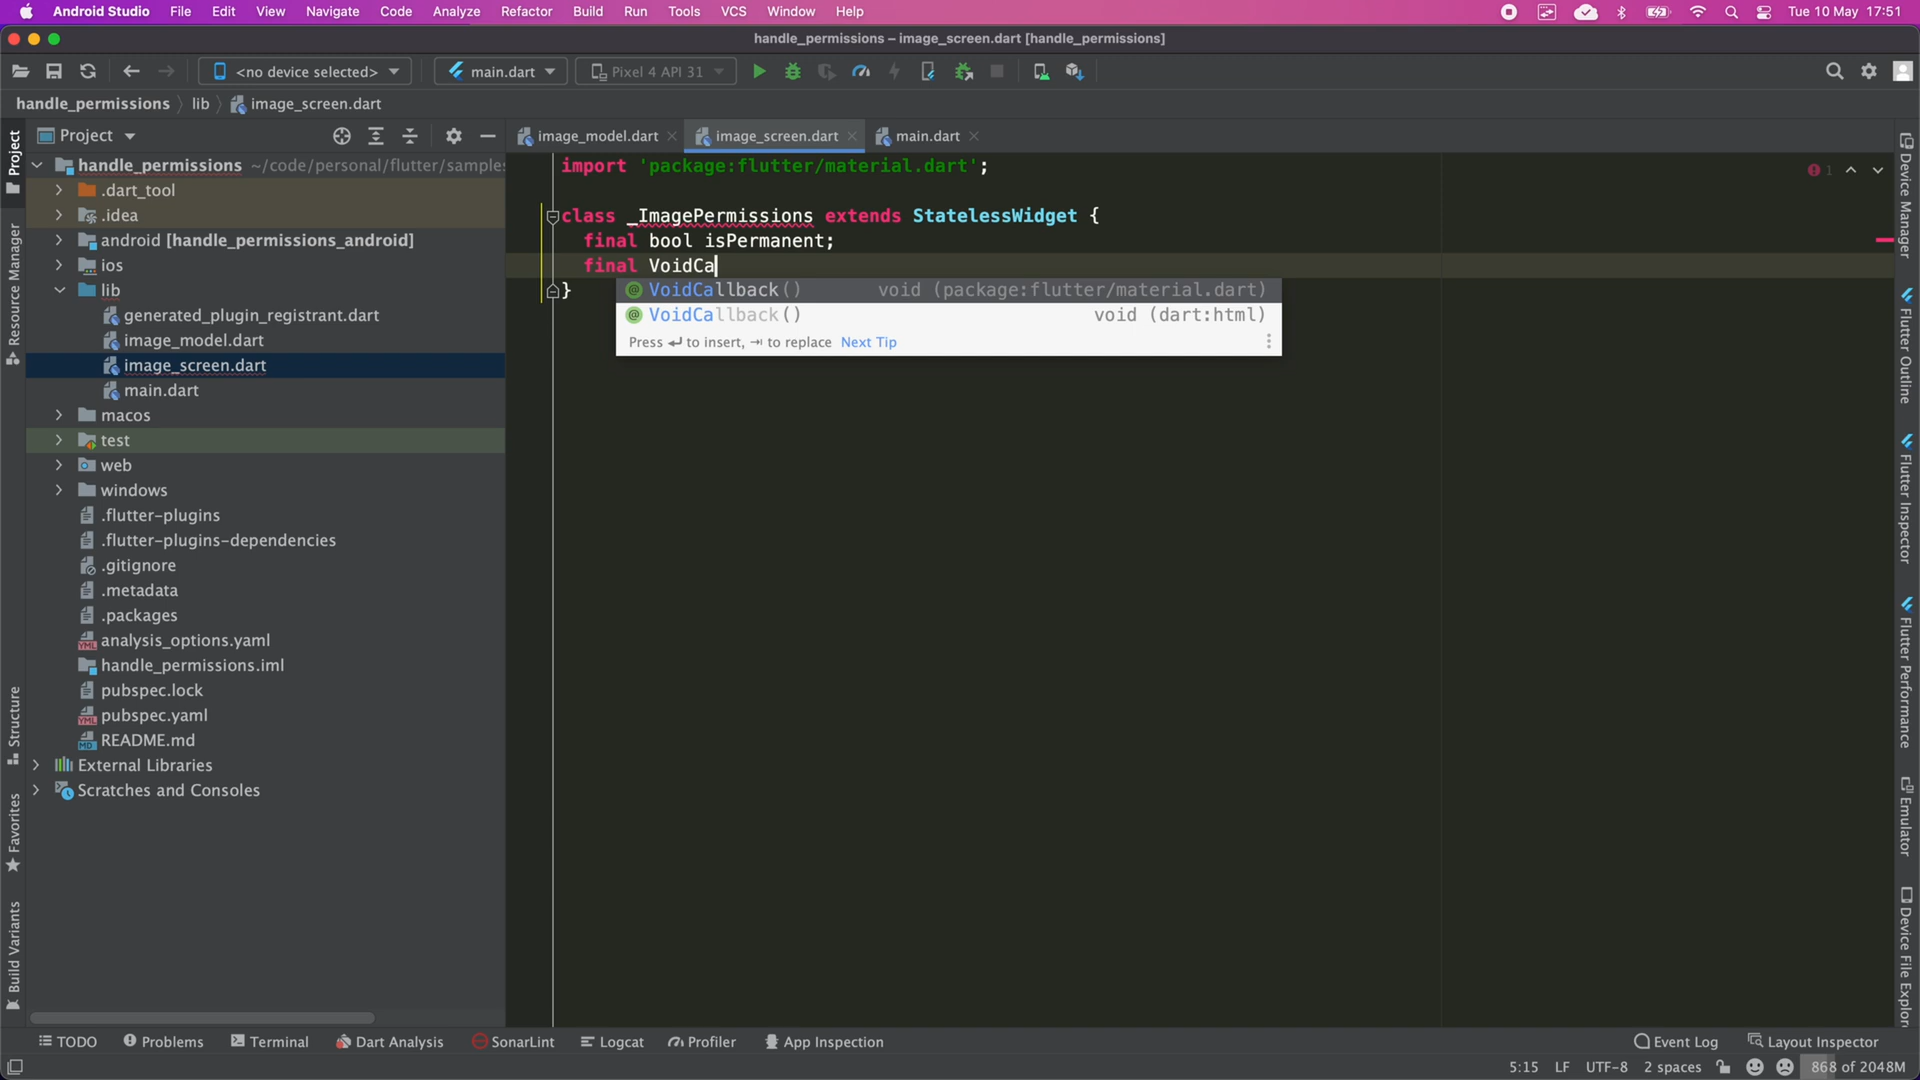 Android Studio File Edit View Navigate Code Analyze Refactor Build Run Tools VCS Window Help Tue 10 May 17:51
handle_permissions – image_screen.dart [handle_permissions]
<no device selected> main.dart Pixel 4 API 31
handle_permissions lib image_screen.dart
Project image_model.dart image_screen.dart main.dart
handle_permissions ~/code/personal/flutter/samples
.dart_tool
.idea
android [handle_permissions_android]
ios
lib
generated_plugin_registrant.dart
image_model.dart
image_screen.dart
main.dart
macos
test
web
windows
.flutter-plugins
.flutter-plugins-dependencies
.gitignore
.metadata
.packages
analysis_options.yaml
handle_permissions.iml
pubspec.lock
pubspec.yaml
README.md
External Libraries
Scratches and Consoles
import 'package:flutter/material.dart';
class _ImagePermissions extends StatelessWidget {
final bool isPermanent;
final VoidCa
}
VoidCallback() void (package:flutter/material.dart)
VoidCallback() void (dart:html)
Press ↵ to insert, ⇥ to replace Next Tip
1
Project
Resource Manager
Structure
Favorites
Build Variants
Device Manager
Flutter Outline
Flutter Inspector
Flutter Performance
Emulator
Device File Explor
TODO Problems Terminal Dart Analysis SonarLint Logcat Profiler App Inspection Event Log Layout Inspector
5:15 LF UTF-8 2 spaces 868 of 2048M